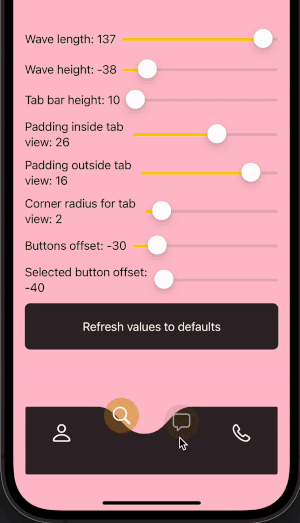 Wave length: 137
Wave height: -38
Tab bar height: 10
Padding inside tab
view: 26
Padding outside tab
view: 16
Corner radius for tab
view: 2
Buttons offset: -30
Selected button offset:
-40
Refresh values to defaults